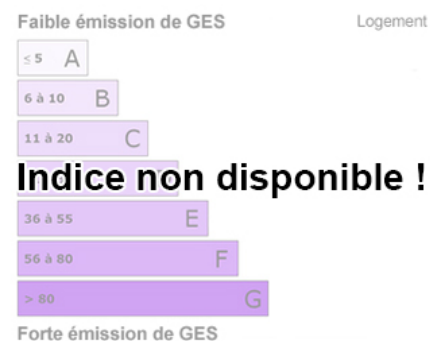 Faible émission de GES Logement
≤ 5 A
6 à 10 B
11 à 20 C
Indice non disponible !
36 à 55 E
56 à 80 F
> 80 G
Forte émission de GES